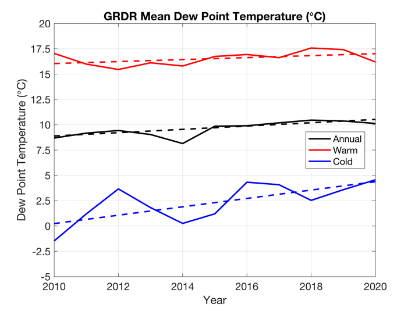 GRDR Mean Dew Point Temperature (°C)
20
17.5
15
12.5
10
7.5
5
2.5
0
-2.5
-5
Dew Point Temperature (°C)
Annual
Warm
Cold
2010
2012
2014
2016
2018
2020
Year